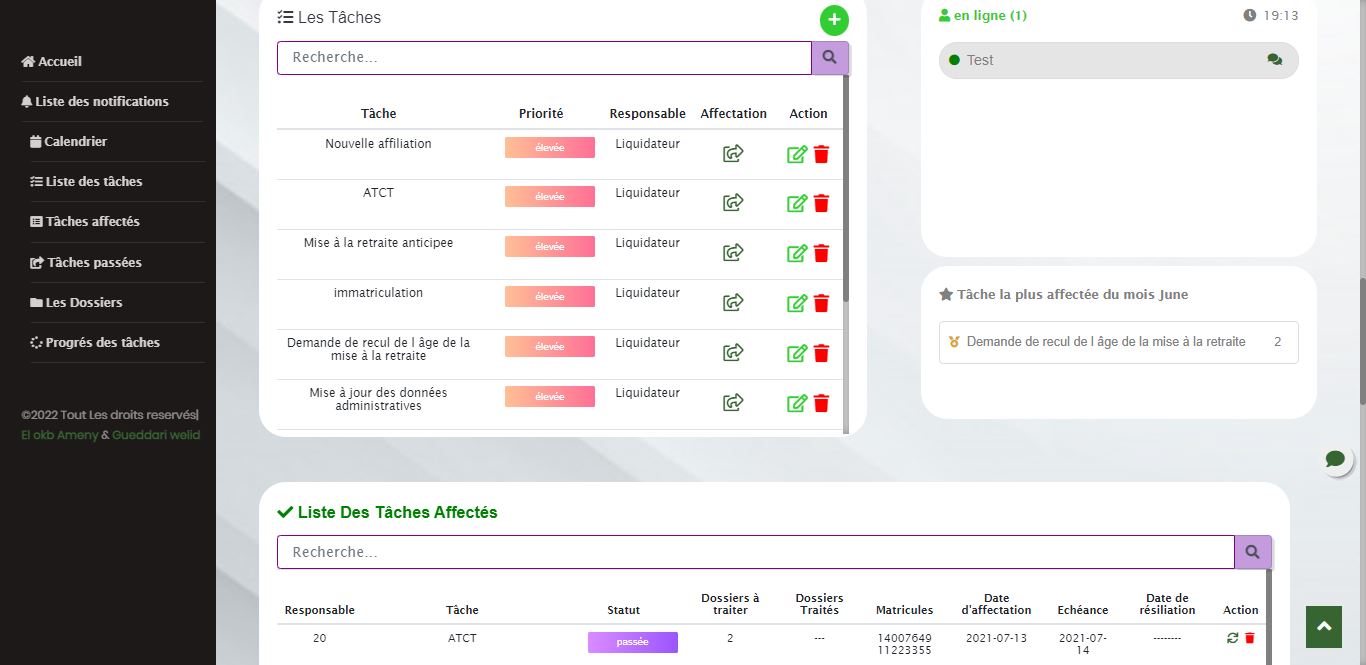 Accueil
Liste des notifications
Calendrier
Liste des tâches
Tâches affectés
Tâches passées
Les Dossiers
Progrés des tâches
©2022 Tout Les droits reservés|
El okb Ameny & Gueddari welid
Les Tâches
Recherche...
Tâche Priorité Responsable Affectation Action
Nouvelle affiliation élevée Liquidateur
ATCT élevée Liquidateur
Mise à la retraite anticipee élevée Liquidateur
immatriculation élevée Liquidateur
Demande de recul de l âge de la élevée Liquidateur
mise à la retraite
Mise à jour des données élevée Liquidateur
administratives
en ligne (1) 19:13
Test
Tâche la plus affectée du mois June
Demande de recul de l âge de la mise à la retraite 2
Liste Des Tâches Affectés
Recherche...
Responsable Tâche Statut Dossiers à traiter Dossiers Traités Matricules Date d'affectation Echéance Date de résiliation Action
20 ATCT passée 2 --- 14007649 2021-07-13 2021-07- --------
11223355 14